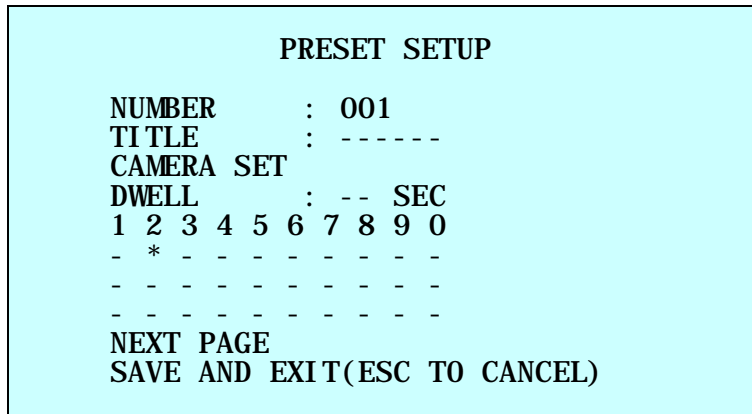 PRESET SETUP
NUMBER : 001
TITLE : ------
CAMERA SET
DWELL : -- SEC
1 2 3 4 5 6 7 8 9 0
- * - - - - - - - -
- - - - - - - - - -
- - - - - - - - - -
NEXT PAGE
SAVE AND EXIT(ESC TO CANCEL)